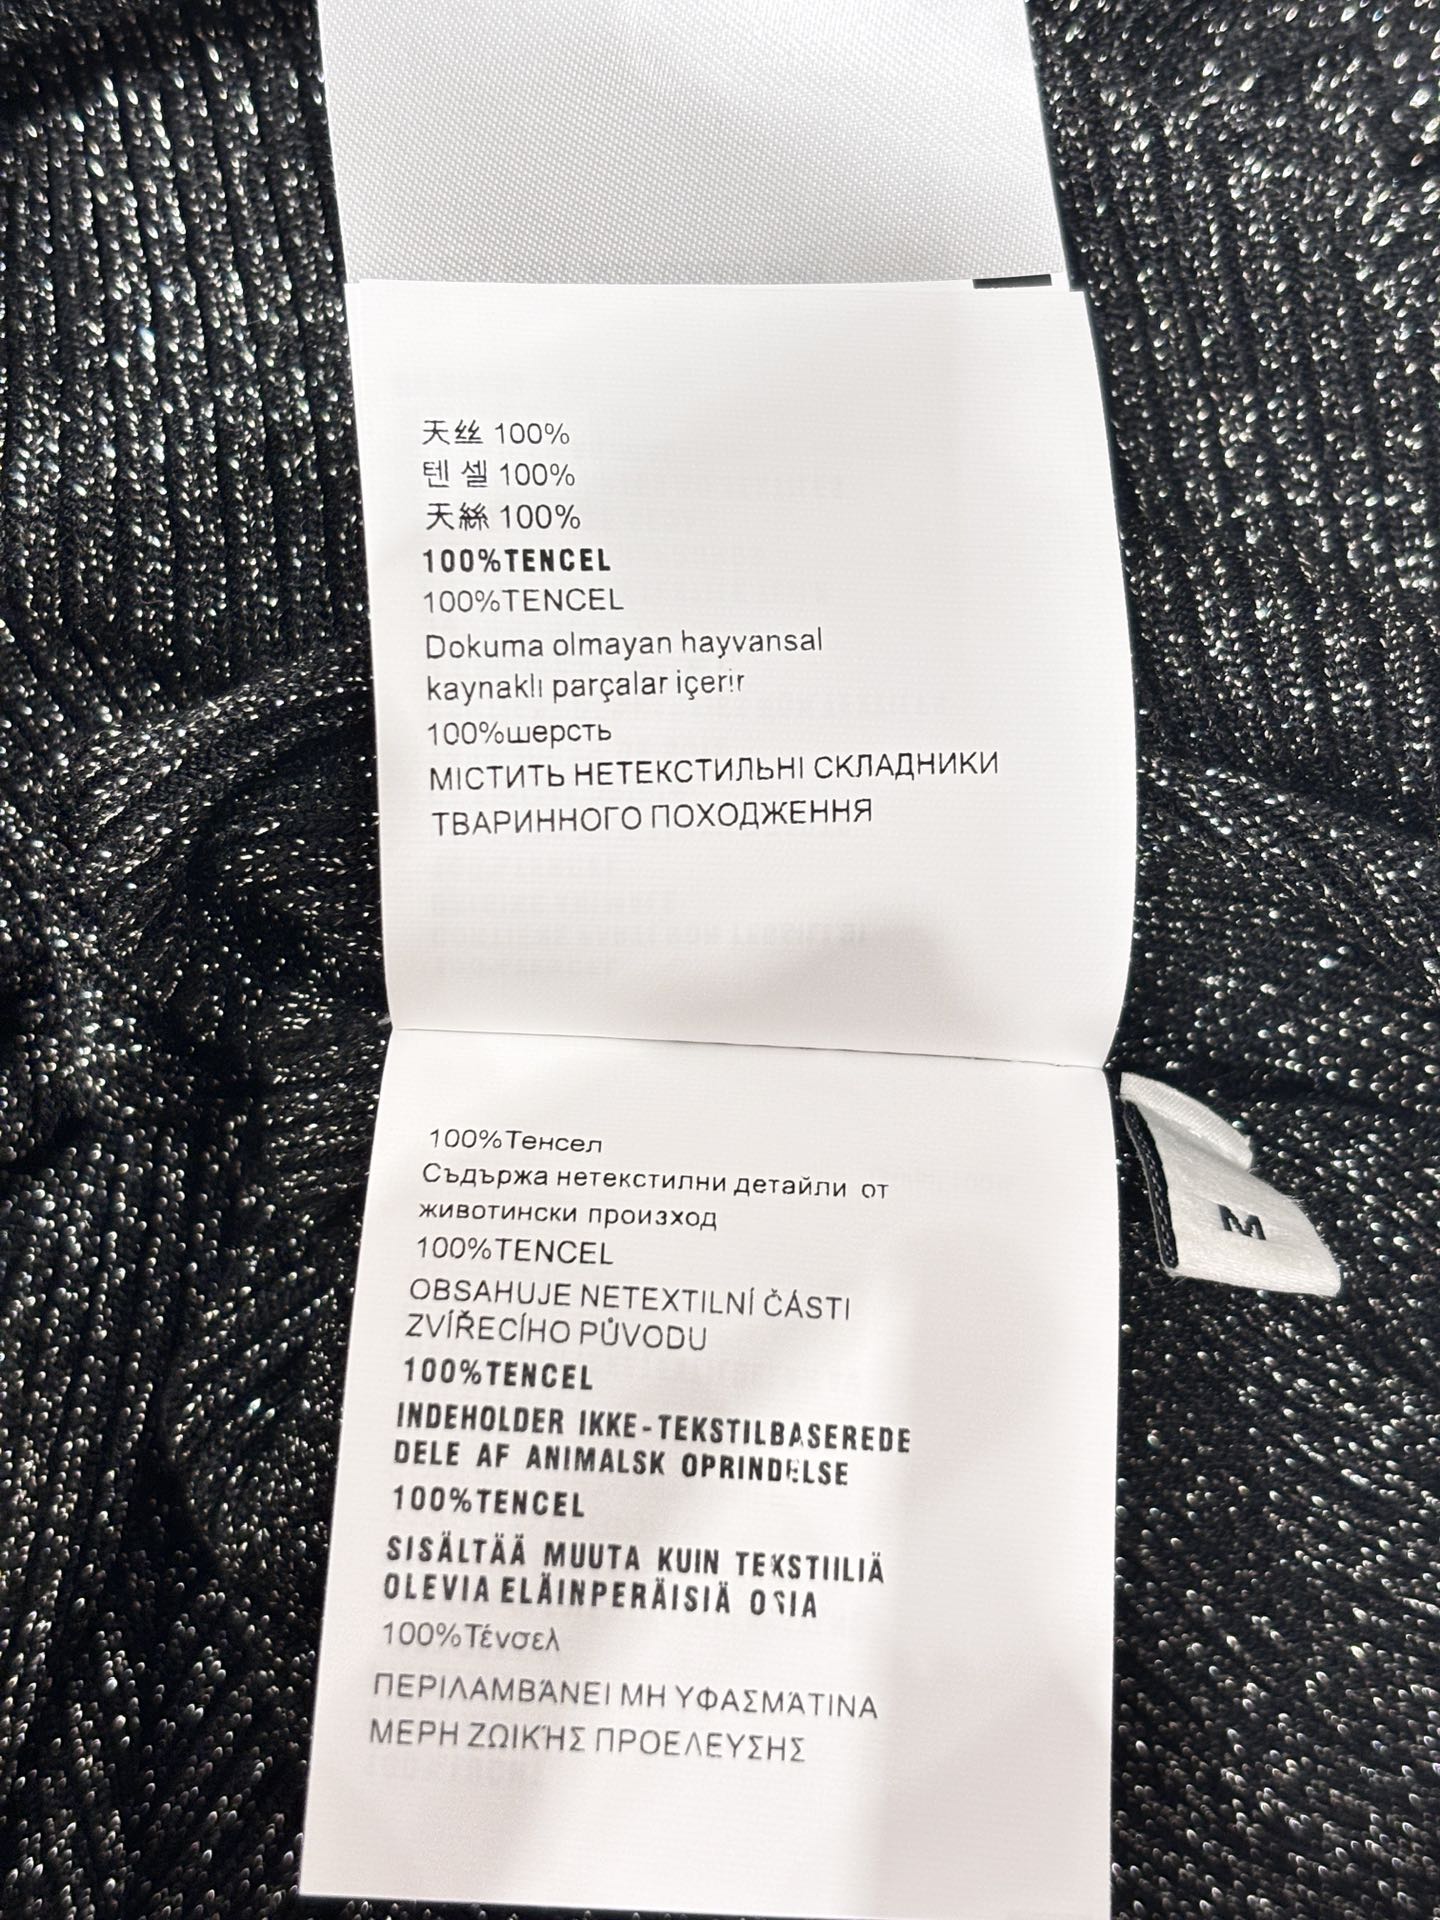 天丝 100%
텐 셀 100%
天絲 100%
100%TENCEL
100%TENCEL
Dokuma olmayan hayvansal
kaynaklı parçalar içerir
100%шерсть
МІСТИТЬ НЕТЕКСТИЛЬНІ СКЛАДНИКИ
ТВАРИННОГО ПОХОДЖЕННЯ
100%Тенсел
Съдържа нетекстилни детайли от
животински произход
100%TENCEL
OBSAHUJE NETEXTILNÍ ČÁSTI
ZVÍŘECÍHO PŮVODU
100%TENCEL
INDEHOLDER IKKE-TEKSTILBASEREDE
DELE AF ANIMALSK OPRINDELSE
100%TENCEL
SISÄLTÄÄ MUUTA KUIN TEKSTIILIÄ
OLEVIA ELÄINPERÄISIÄ OSIA
100%Τένσελ
ΠΕΡΙΛΑΜΒΆΝΕΙ ΜΗ ΥΦΑΣΜΆΤΙΝΑ
ΜΕΡΗ ΖΩΙΚΉΣ ΠΡΟΕΛΕΥΣΗΣ
M